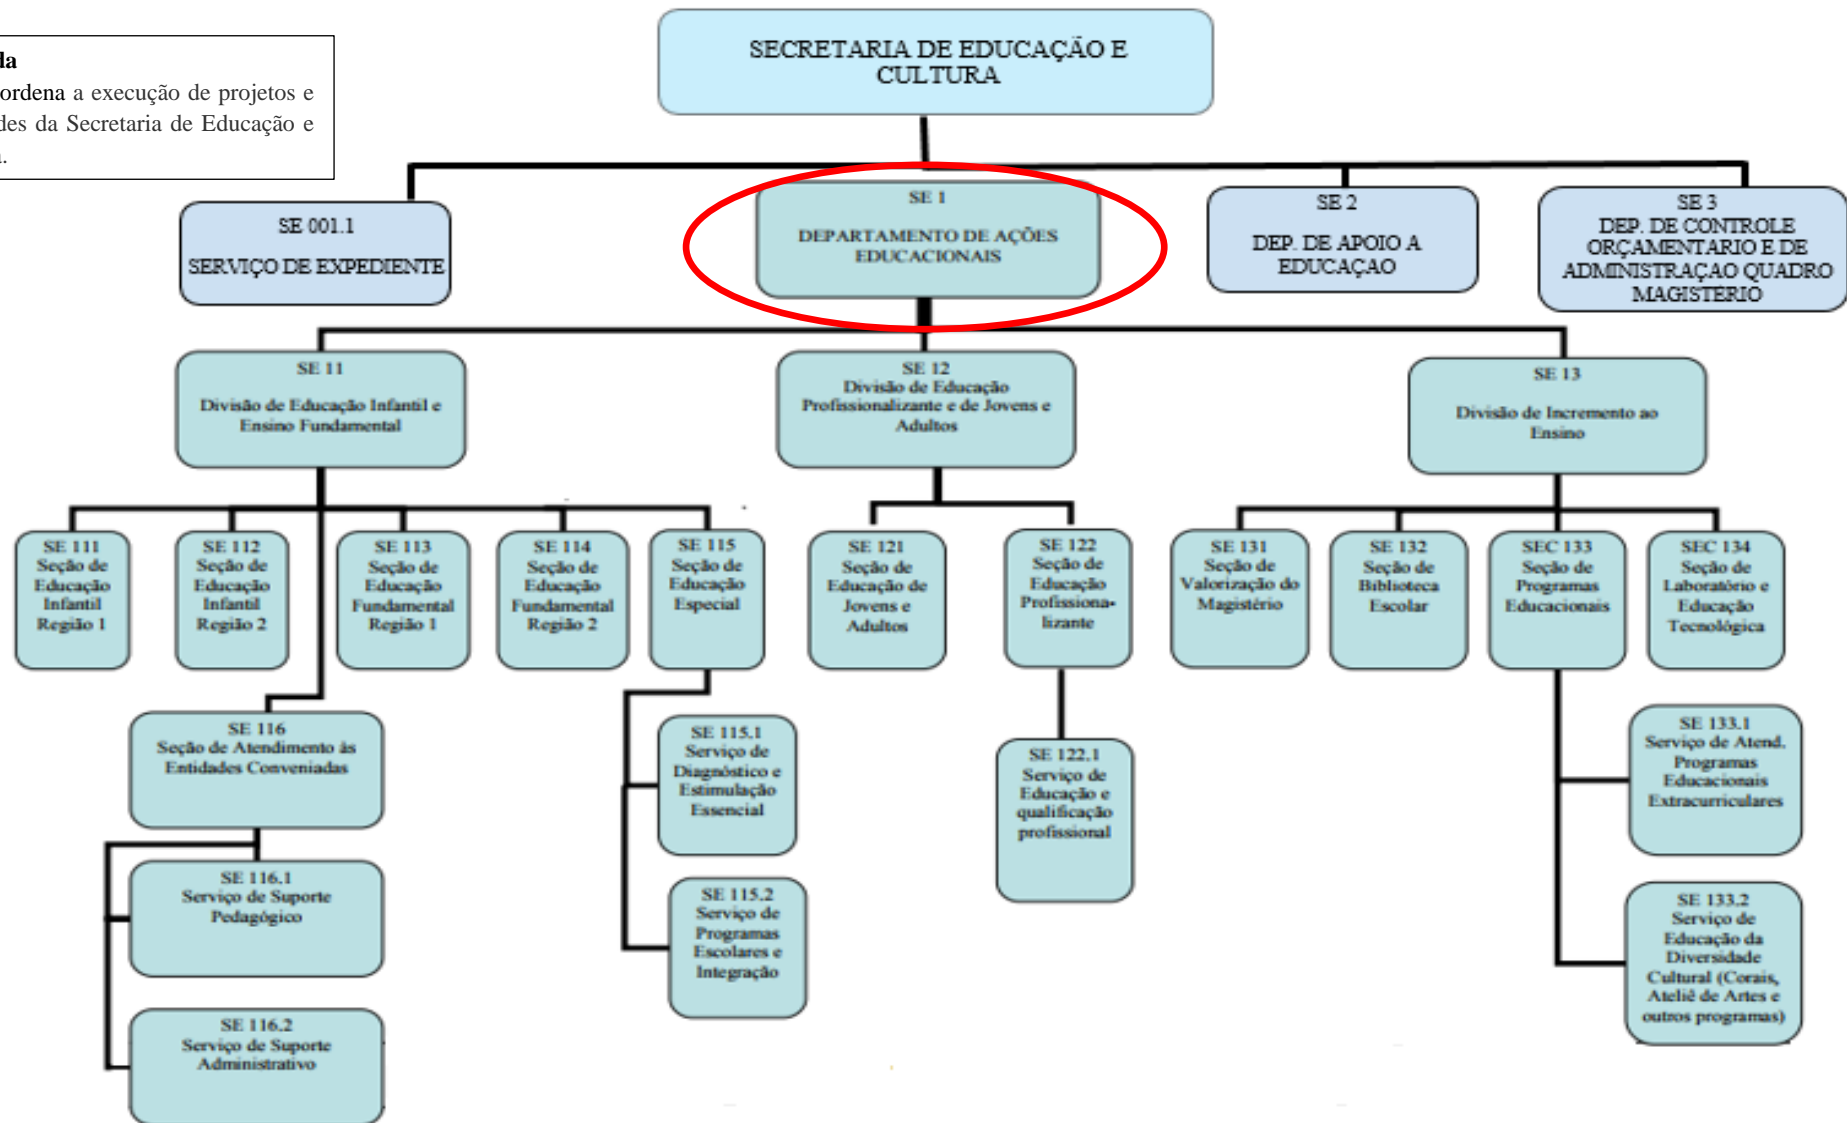 da
ordena a execução de projetos e
des da Secretaria de Educação e
SECRETARIA DE EDUCAÇÃO E
CULTURA
SE 001.1
SERVIÇO DE EXPEDIENTE
SE 1
DEPARTAMENTO DE AÇÕES
EDUCACIONAIS
SE 2
DEP. DE APOIO A
EDUCAÇAO
SE 3
DEP. DE CONTROLE
ORÇAMENTARIO E DE
ADMINISTRAÇAO QUADRO
MAGISTÉRIO
SE 11
Divisão de Educação Infantil e
Ensino Fundamental
SE 12
Divisão de Educação
Profissionalizante e de Jovens e
Adultos
SE 13
Divisão de Incremento ao
Ensino
SE 111
Seção de
Educação
Infantil
Região 1
SE 112
Seção de
Educação
Infantil
Região 2
SE 113
Seção de
Educação
Fundamental
Região 1
SE 114
Seção de
Educação
Fundamental
Região 2
SE 115
Seção de
Educação
Especial
SE 121
Seção de
Educação de
Jovens e
Adultos
SE 122
Seção de
Educação
Profissiona-
lizante
SE 131
Seção de
Valorização do
Magistério
SE 132
Seção de
Biblioteca
Escolar
SEC 133
Seção de
Programas
Educacionais
SEC 134
Seção de
Laboratório e
Educação
Tecnológica
SE 116
Seção de Atendimento às
Entidades Conveniadas
SE 115.1
Serviço de
Diagnóstico e
Estimulação
Essencial
SE 122.1
Serviço de
Educação e
qualificação
profissional
SE 133.1
Serviço de Atend.
Programas
Educacionais
Extracurriculares
SE 116.1
Serviço de Suporte
Pedagógico
SE 115.2
Serviço de
Programas
Escolares e
Integração
SE 133.2
Serviço de
Educação da
Diversidade
Cultural (Corais,
Ateliê de Artes e
outros programas)
SE 116.2
Serviço de Suporte
Administrativo